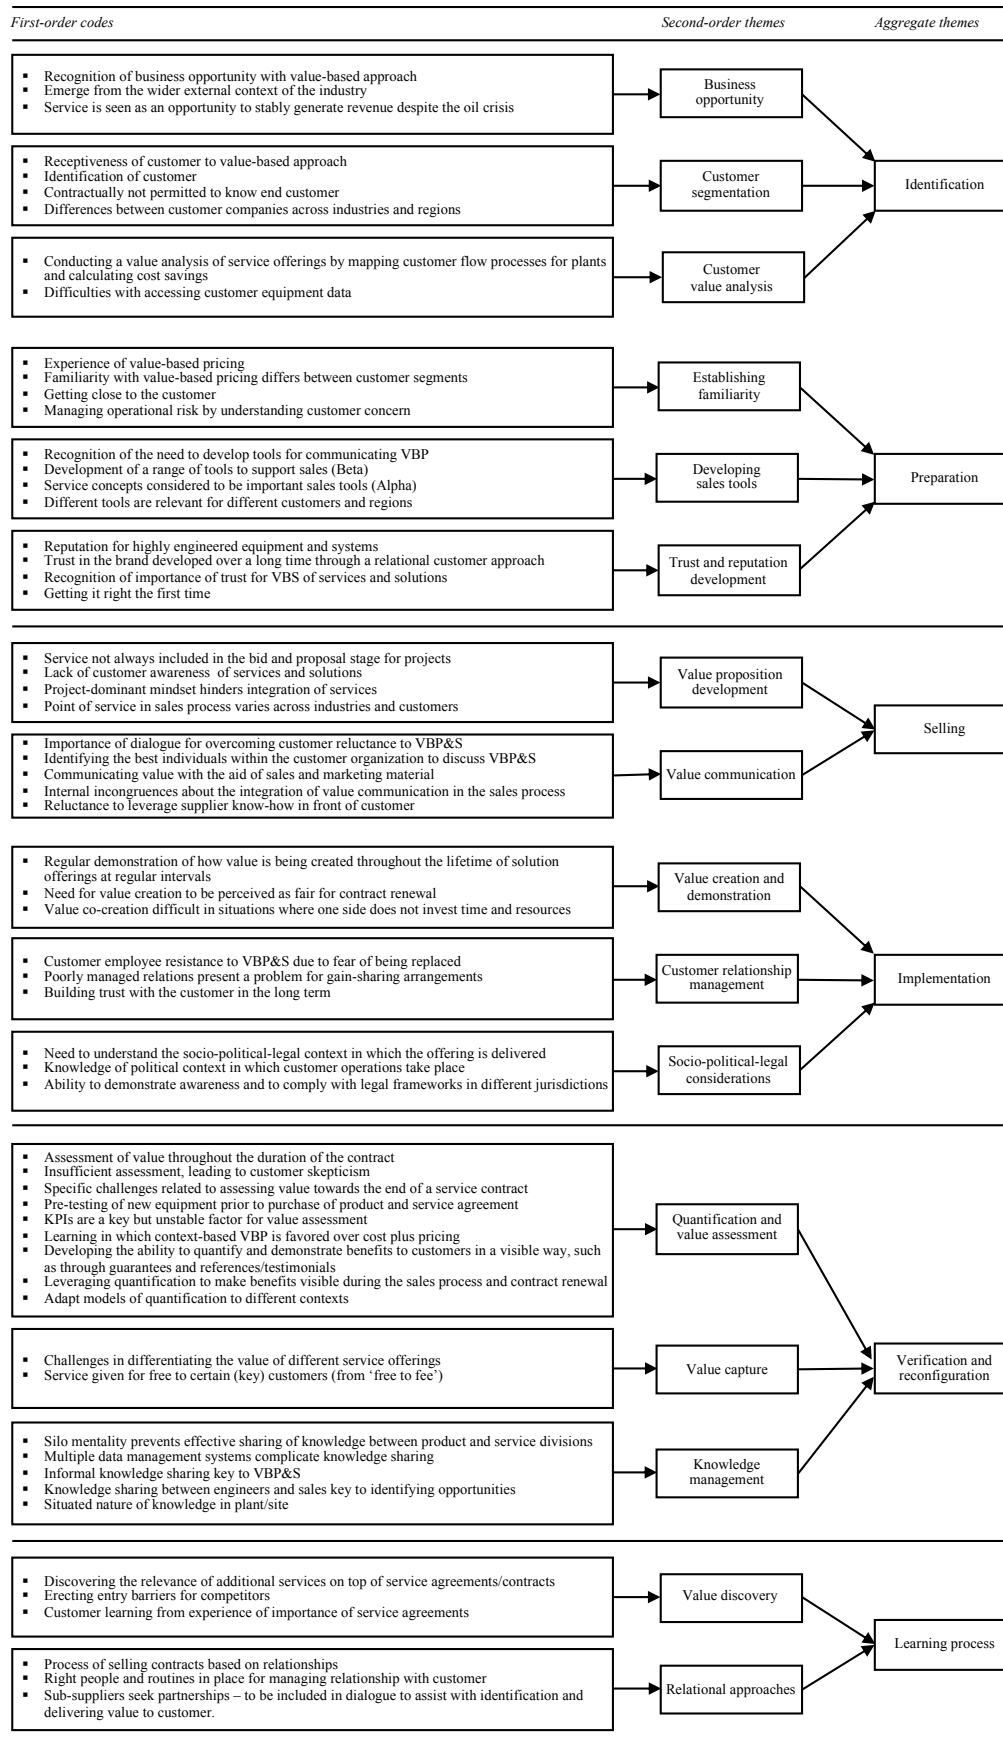 First-order codes
Second-order themes
Aggregate themes
▪ Recognition of business opportunity with value-based approach
▪ Emerge from the wider external context of the industry
▪ Service is seen as an opportunity to stably generate revenue despite the oil crisis
Business
opportunity
▪ Receptiveness of customer to value-based approach
▪ Identification of customer
▪ Contractually not permitted to know end customer
▪ Differences between customer companies across industries and regions
Customer
segmentation
Identification
▪ Conducting a value analysis of service offerings by mapping customer flow processes for plants
and calculating cost savings
▪ Difficulties with accessing customer equipment data
Customer
value analysis
▪ Experience of value-based pricing
▪ Familiarity with value-based pricing differs between customer segments
▪ Getting close to the customer
▪ Managing operational risk by understanding customer concern
Establishing
familiarity
▪ Recognition of the need to develop tools for communicating VBP
▪ Development of a range of tools to support sales (Beta)
▪ Service concepts considered to be important sales tools (Alpha)
▪ Different tools are relevant for different customers and regions
Developing
sales tools
Preparation
▪ Reputation for highly engineered equipment and systems
▪ Trust in the brand developed over a long time through a relational customer approach
▪ Recognition of importance of trust for VBS of services and solutions
▪ Getting it right the first time
Trust and reputation
development
▪ Service not always included in the bid and proposal stage for projects
▪ Lack of customer awareness of services and solutions
▪ Project-dominant mindset hinders integration of services
▪ Point of service in sales process varies across industries and customers
Value proposition
development
Selling
▪ Importance of dialogue for overcoming customer reluctance to VBP&S
▪ Identifying the best individuals within the customer organization to discuss VBP&S
▪ Communicating value with the aid of sales and marketing material
▪ Internal incongruences about the integration of value communication in the sales process
▪ Reluctance to leverage supplier know-how in front of customer
Value communication
▪ Regular demonstration of how value is being created throughout the lifetime of solution
offerings at regular intervals
▪ Need for value creation to be perceived as fair for contract renewal
▪ Value co-creation difficult in situations where one side does not invest time and resources
Value creation and
demonstration
▪ Customer employee resistance to VBP&S due to fear of being replaced
▪ Poorly managed relations present a problem for gain-sharing arrangements
▪ Building trust with the customer in the long term
Customer relationship
management
Implementation
▪ Need to understand the socio-political-legal context in which the offering is delivered
▪ Knowledge of political context in which customer operations take place
▪ Ability to demonstrate awareness and to comply with legal frameworks in different jurisdictions
Socio-political-legal
considerations
▪ Assessment of value throughout the duration of the contract
▪ Insufficient assessment, leading to customer skepticism
▪ Specific challenges related to assessing value towards the end of a service contract
▪ Pre-testing of new equipment prior to purchase of product and service agreement
▪ KPIs are a key but unstable factor for value assessment
▪ Learning in which context-based VBP is favored over cost plus pricing
▪ Developing the ability to quantify and demonstrate benefits to customers in a visible way, such
as through guarantees and references/testimonials
▪ Leveraging quantification to make benefits visible during the sales process and contract renewal
▪ Adapt models of quantification to different contexts
Quantification and
value assessment
▪ Challenges in differentiating the value of different service offerings
▪ Service given for free to certain (key) customers (from ‘free to fee’)
Value capture
Verification and
reconfiguration
▪ Silo mentality prevents effective sharing of knowledge between product and service divisions
▪ Multiple data management systems complicate knowledge sharing
▪ Informal knowledge sharing key to VBP&S
▪ Knowledge sharing between engineers and sales key to identifying opportunities
▪ Situated nature of knowledge in plant/site
Knowledge
management
▪ Discovering the relevance of additional services on top of service agreements/contracts
▪ Erecting entry barriers for competitors
▪ Customer learning from experience of importance of service agreements
Value discovery
Learning process
▪ Process of selling contracts based on relationships
▪ Right people and routines in place for managing relationship with customer
▪ Sub-suppliers seek partnerships – to be included in dialogue to assist with identification and
delivering value to customer.
Relational approaches